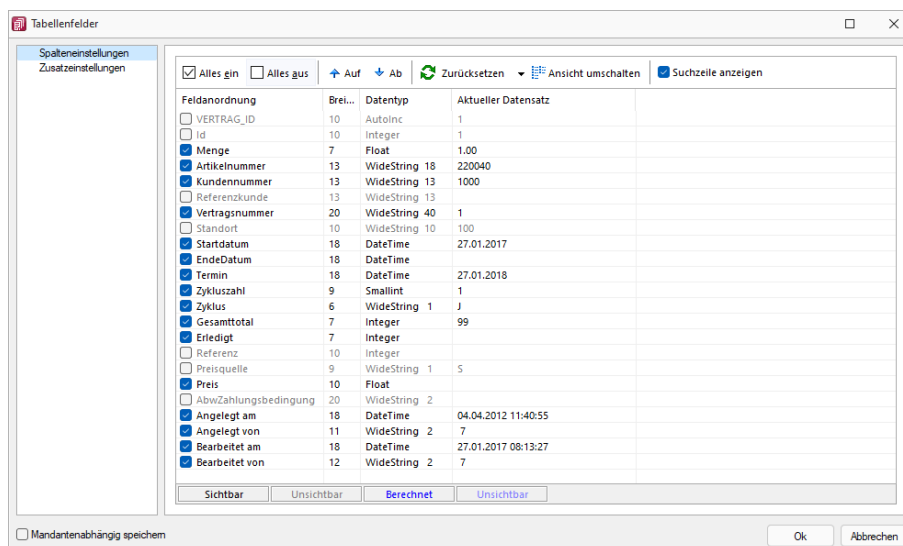 Tabellenfelder
Spalteneinstellungen
Zusatzeinstellungen
Alles ein Alles aus Auf Ab Zurücksetzen Ansicht umschalten Suchzeile anzeigen
Feldanordnung Brei... Datentyp Aktueller Datensatz
VERTRAG_ID 10 AutoInc 1
Id 10 Integer 1
Menge 7 Float 1.00
Artikelnummer 13 WideString 18 220040
Kundennummer 13 WideString 13 1000
Referenzkunde 13 WideString 13
Vertragsnummer 20 WideString 40 1
Standort 10 WideString 10 100
Startdatum 18 DateTime 27.01.2017
EndeDatum 18 DateTime
Termin 18 DateTime 27.01.2018
Zykluszahl 9 Smallint 1
Zyklus 6 WideString 1 J
Gesamttotal 7 Integer 99
Erledigt 7 Integer
Referenz 10 Integer
Preisquelle 9 WideString 1 S
Preis 10 Float
AbwZahlungsbedingung 20 WideString 2
Angelegt am 18 DateTime 04.04.2012 11:40:55
Angelegt von 11 WideString 2 7
Bearbeitet am 18 DateTime 27.01.2017 08:13:27
Bearbeitet von 12 WideString 2 7
Sichtbar Unsichtbar Berechnet Unsichtbar
Mandantenabhängig speichern Ok Abbrechen